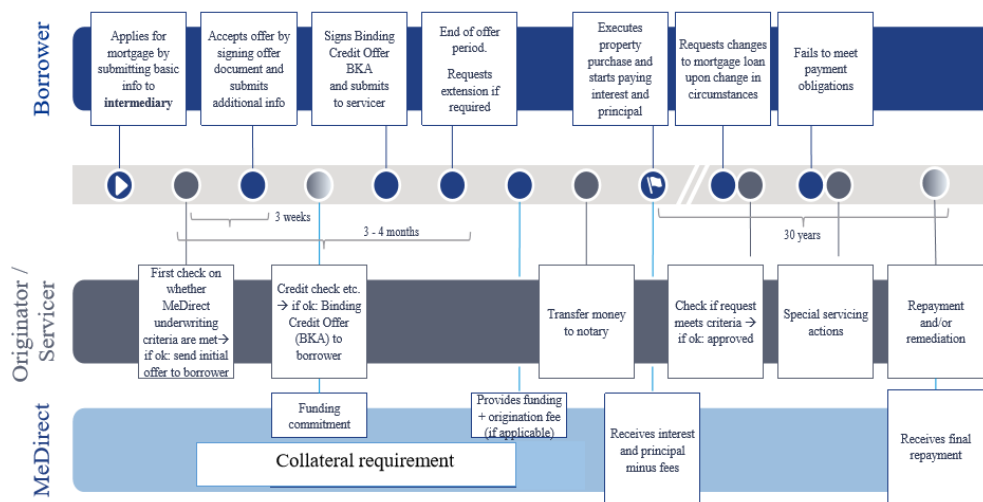 Borrower
Applies for
mortgage by
submitting basic
info to
intermediary
Accepts offer by
signing offer
document and
submits
additional info
Signs Binding
Credit Offer
BKA
and submits
to servicer
End of offer
period.
Requests
extension if
required
Executes
property
purchase and
starts paying
interest and
principal
Requests changes
to mortgage loan
upon change in
circumstances
Fails to meet
payment
obligations
3 weeks
3 - 4 months
30 years
Originator /
Servicer
First check on
whether
MeDirect
underwriting
criteria are met→
if ok: send initial
offer to borrower
Credit check etc.
→ if ok: Binding
Credit Offer
(BKA) to
borrower
Transfer money
to notary
Check if request
meets criteria →
if ok: approved
Special servicing
actions
Repayment
and/or
remediation
MeDirect
Funding
commitment
Provides funding
+ origination fee
(if applicable)
Receives interest
and principal
minus fees
Receives final
repayment
Collateral requirement